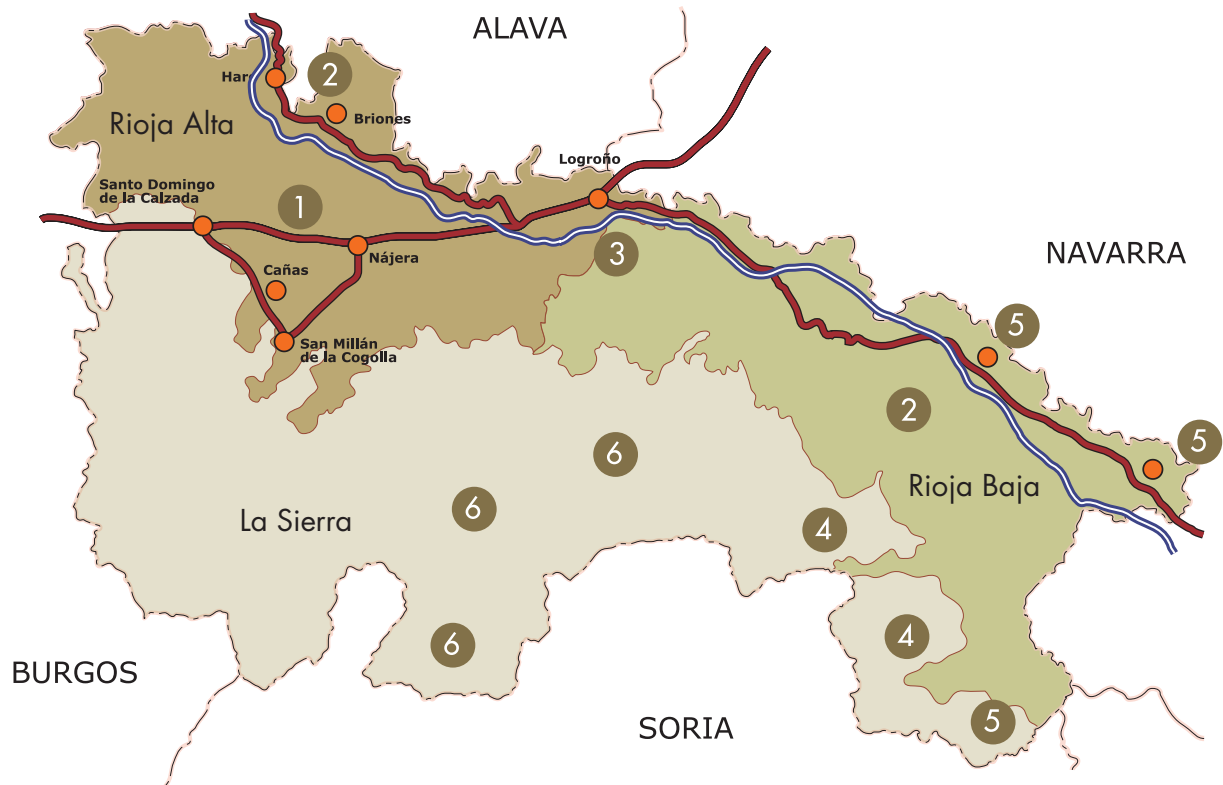 ALAVA
Haro
2
Briones
Rioja Alta
Logroño
Santo Domingo
de la Calzada
1
Nájera
3
NAVARRA
Cañas
San Millán
de la Cogolla
5
2
5
6
Rioja Baja
6
La Sierra
4
6
4
BURGOS
5
SORIA